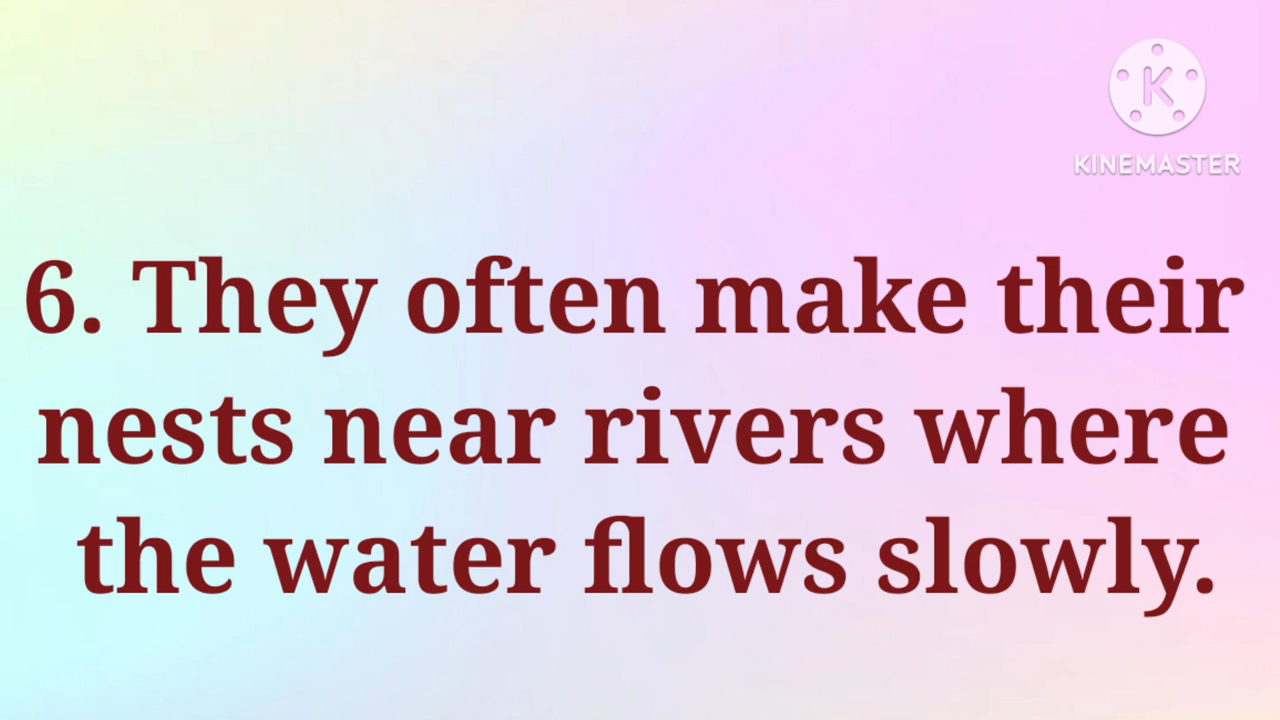 K
KINEMASTER
6. They often make their
nests near rivers where
the water flows slowly.